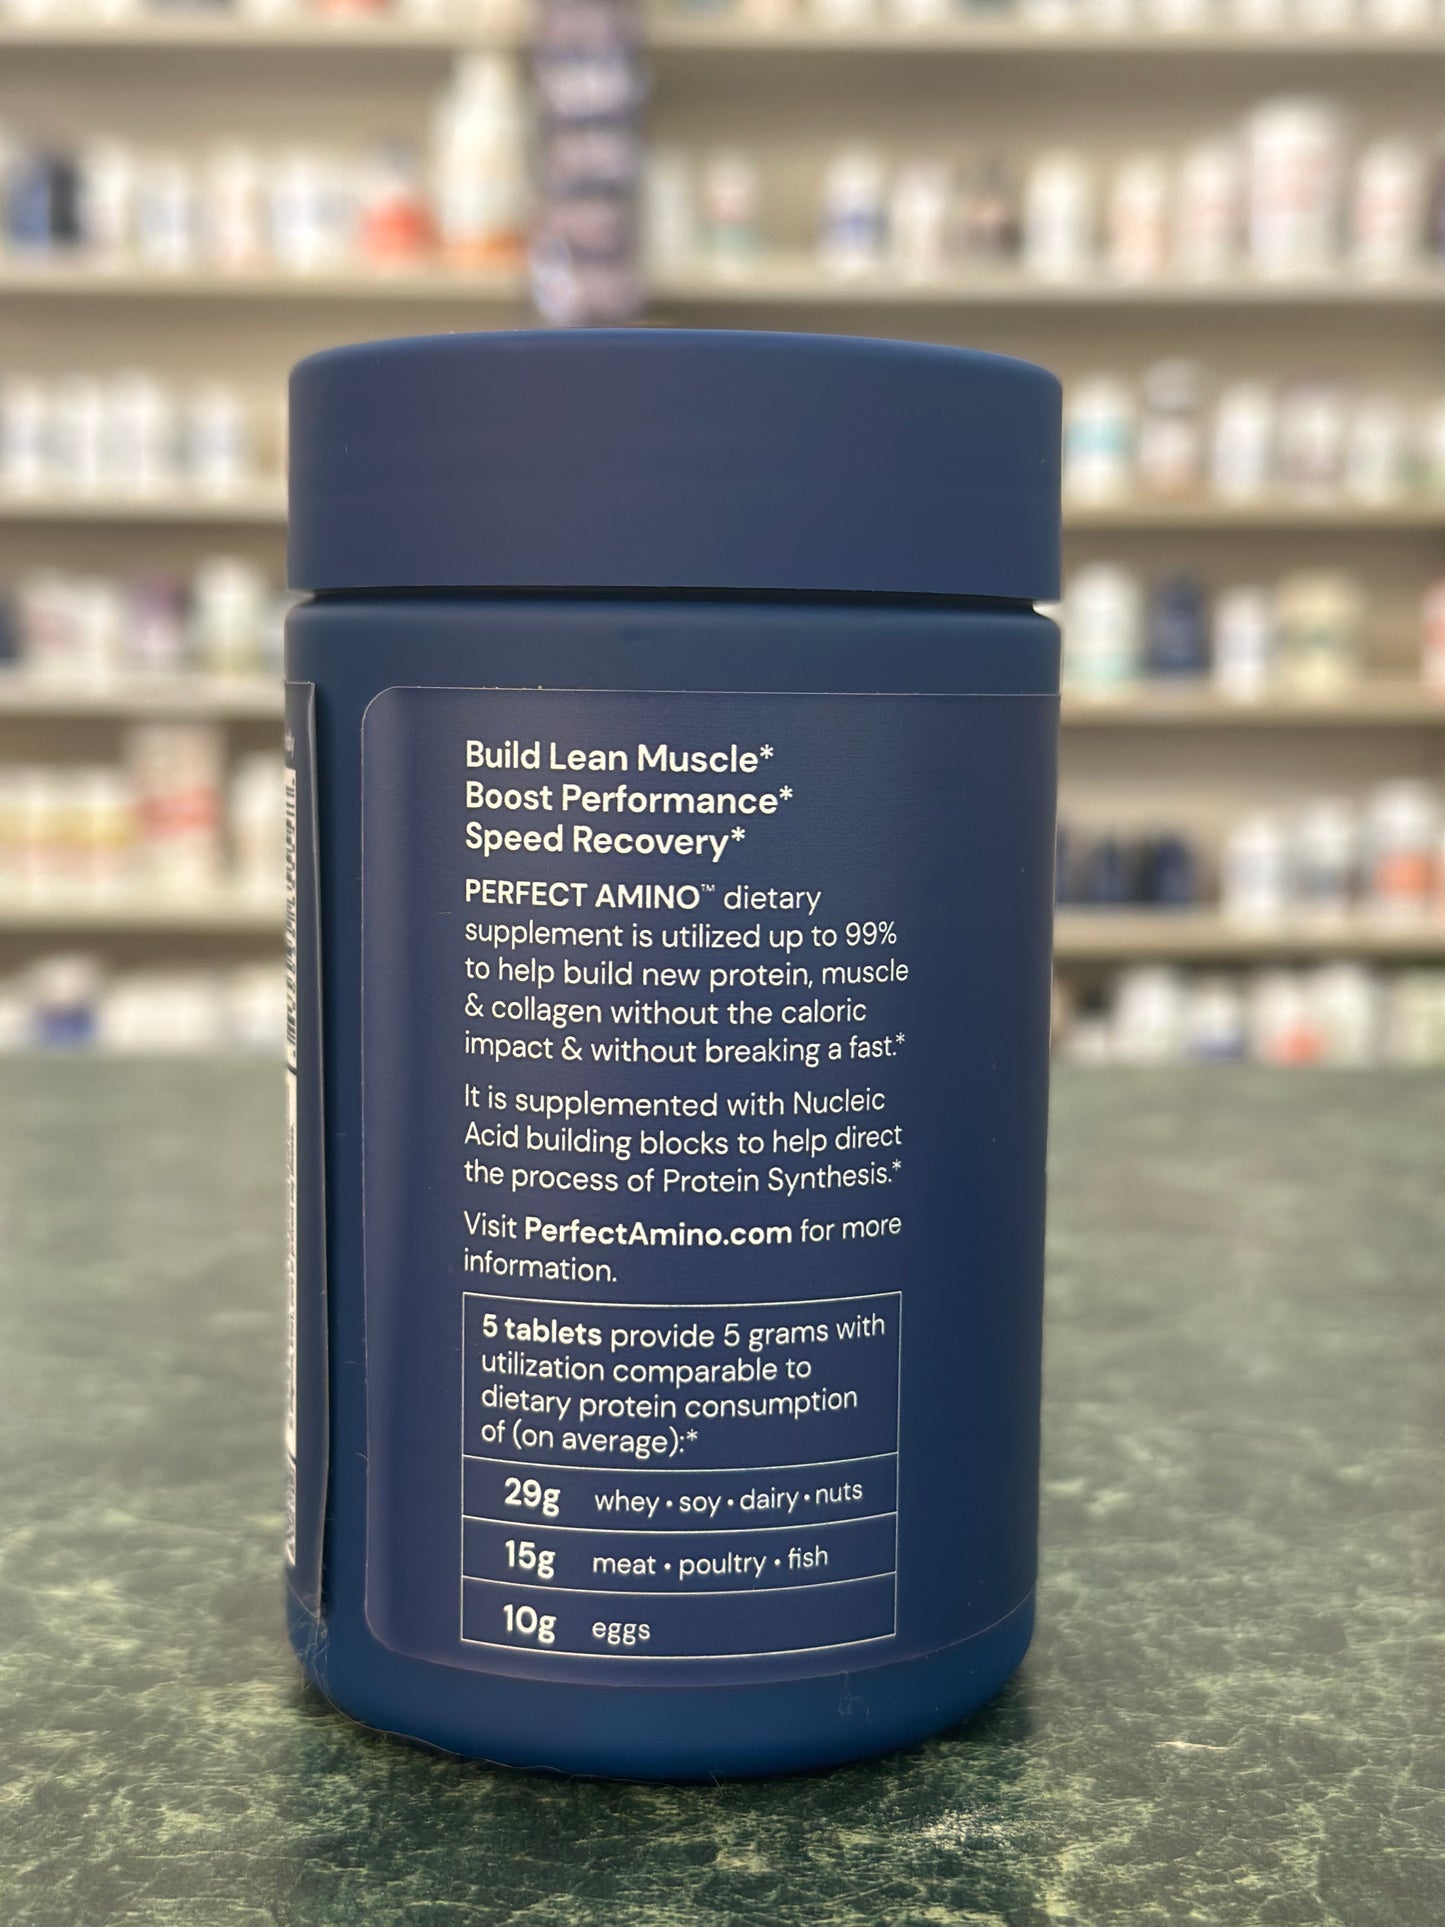 Build Lean Muscle*
Boost Performance*
Speed Recovery*
PERFECT AMINO™ dietary
supplement is utilized up to 99%
to help build new protein, muscle
& collagen without the caloric
impact & without breaking a fast.*
It is supplemented with Nucleic
Acid building blocks to help direct
the process of Protein Synthesis.*
Visit PerfectAmino.com for more
information.
5 tablets provide 5 grams with
utilization comparable to
dietary protein consumption
of (on average):*
29g whey • soy • dairy • nuts
15g meat • poultry • fish
10g eggs